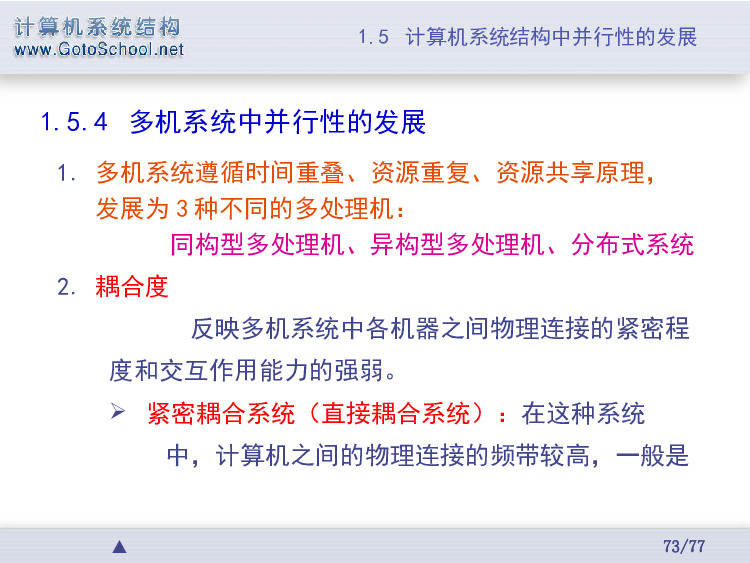 计算机系统结构
www.GotoSchool.net
1.5 计算机系统结构中并行性的发展
1.5.4 多机系统中并行性的发展
1. 多机系统遵循时间重叠、资源重复、资源共享原理，
发展为3种不同的多处理机：
同构型多处理机、异构型多处理机、分布式系统
2. 耦合度
反映多机系统中各机器之间物理连接的紧密程
度和交互作用能力的强弱。
➢ 紧密耦合系统（直接耦合系统）：在这种系统
中，计算机之间的物理连接的频带较高，一般是
▲
73/77